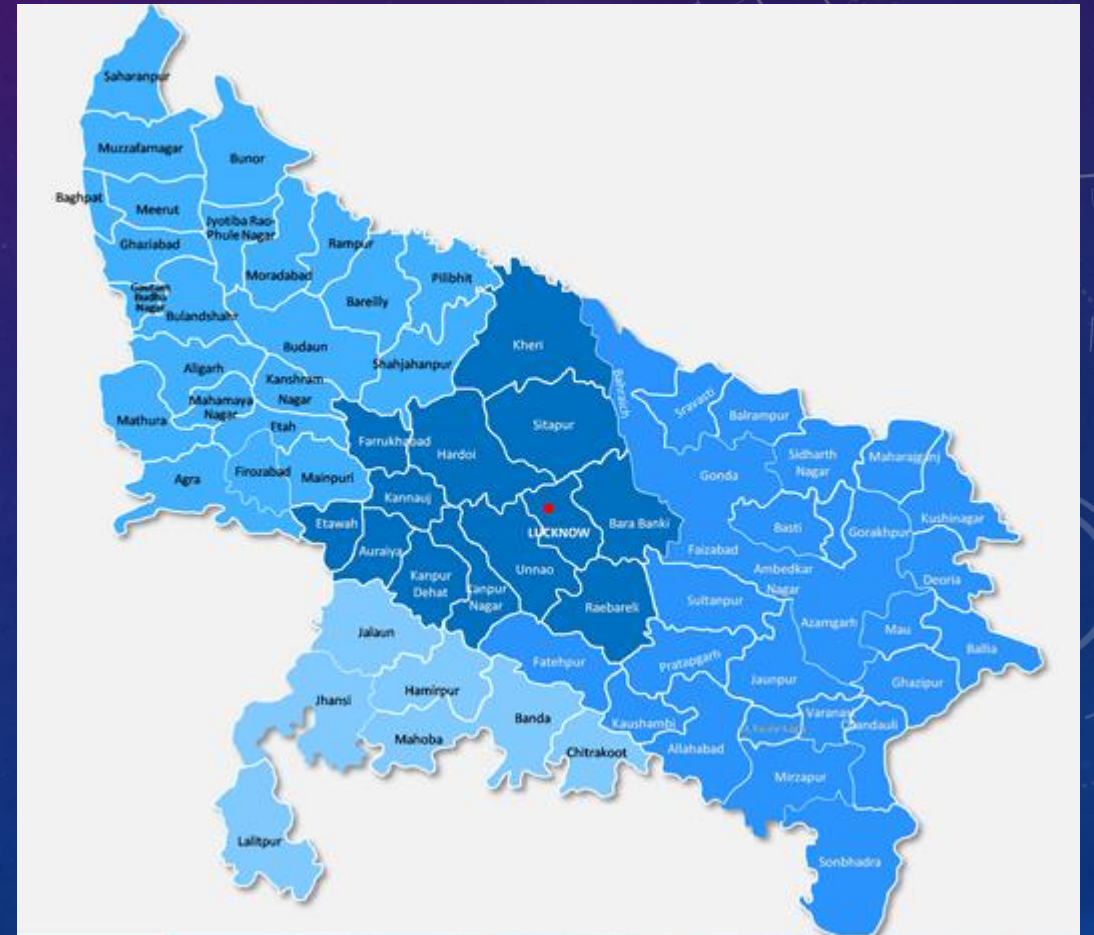 Saharanpur
Muzzafarnagar
Bunor
Baghpat
Meerut
Jyotiba Rao-
Phule Nagar
Ghaziabad
Rampur
Moradabad
Pilibhit
Gautam
Budha
Nagar
Bareilly
Bulandshahr
Budaun
Kheri
Shahjahanpur
Aligarh
Kanshram
Nagar
Bahraich
Sravasti
Mahamaya
Nagar
Mathura
Balrampur
Etah
Sitapur
Farrukhabad
Hardoi
Sidharth
Nagar
Maharajganj
Agra
Firozabad
Mainpuri
Gonda
Kannauj
Etawah
LUCKNOW
Bara Banki
Basti
Gorakhpur
Kushinagar
Auraiya
Faizabad
Kanpur
Dehat
Unnao
Ambedkar
Nagar
Deoria
Kanpur
Nagar
Raebareli
Sultanpur
Azamgarh
Mau
Jalaun
Ballia
Fatehpur
Pratapgarh
Jaunpur
Ghazipur
Hamirpur
Jhansi
Banda
Kaushambi
Varanasi
Chandauli
Mahoba
Chitrakoot
Allahabad
Mirzapur
Lalitpur
Sonbhadra